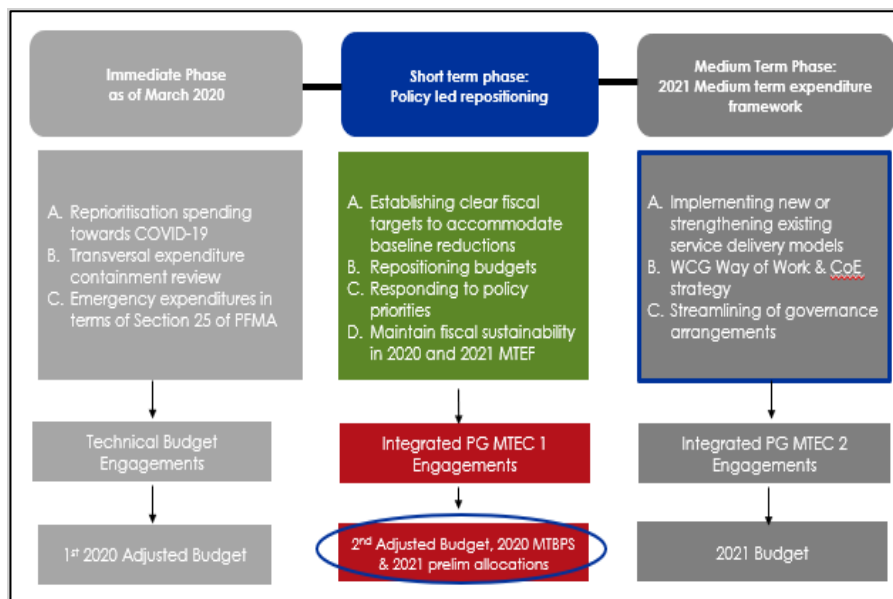 Immediate Phase
as of March 2020
Short term phase:
Policy led repositioning
Medium Term Phase:
2021 Medium term expenditure
framework
A. Reprioritisation spending
towards COVID-19
B. Transversal expenditure
containment review
C. Emergency expenditures in
terms of Section 25 of PFMA
A. Establishing clear fiscal
targets to accommodate
baseline reductions
B. Repositioning budgets
C. Responding to policy
priorities
D. Maintain fiscal sustainability
in 2020 and 2021 MTEF
A. Implementing new or
strengthening existing
service delivery models
B. WCG Way of Work & CoE
strategy
C. Streamlining of governance
arrangements
Technical Budget
Engagements
Integrated PG MTEC 1
Engagements
Integrated PG MTEC 2
Engagements
1st 2020 Adjusted Budget
2nd Adjusted Budget, 2020 MTBPS
& 2021 prelim allocations
2021 Budget